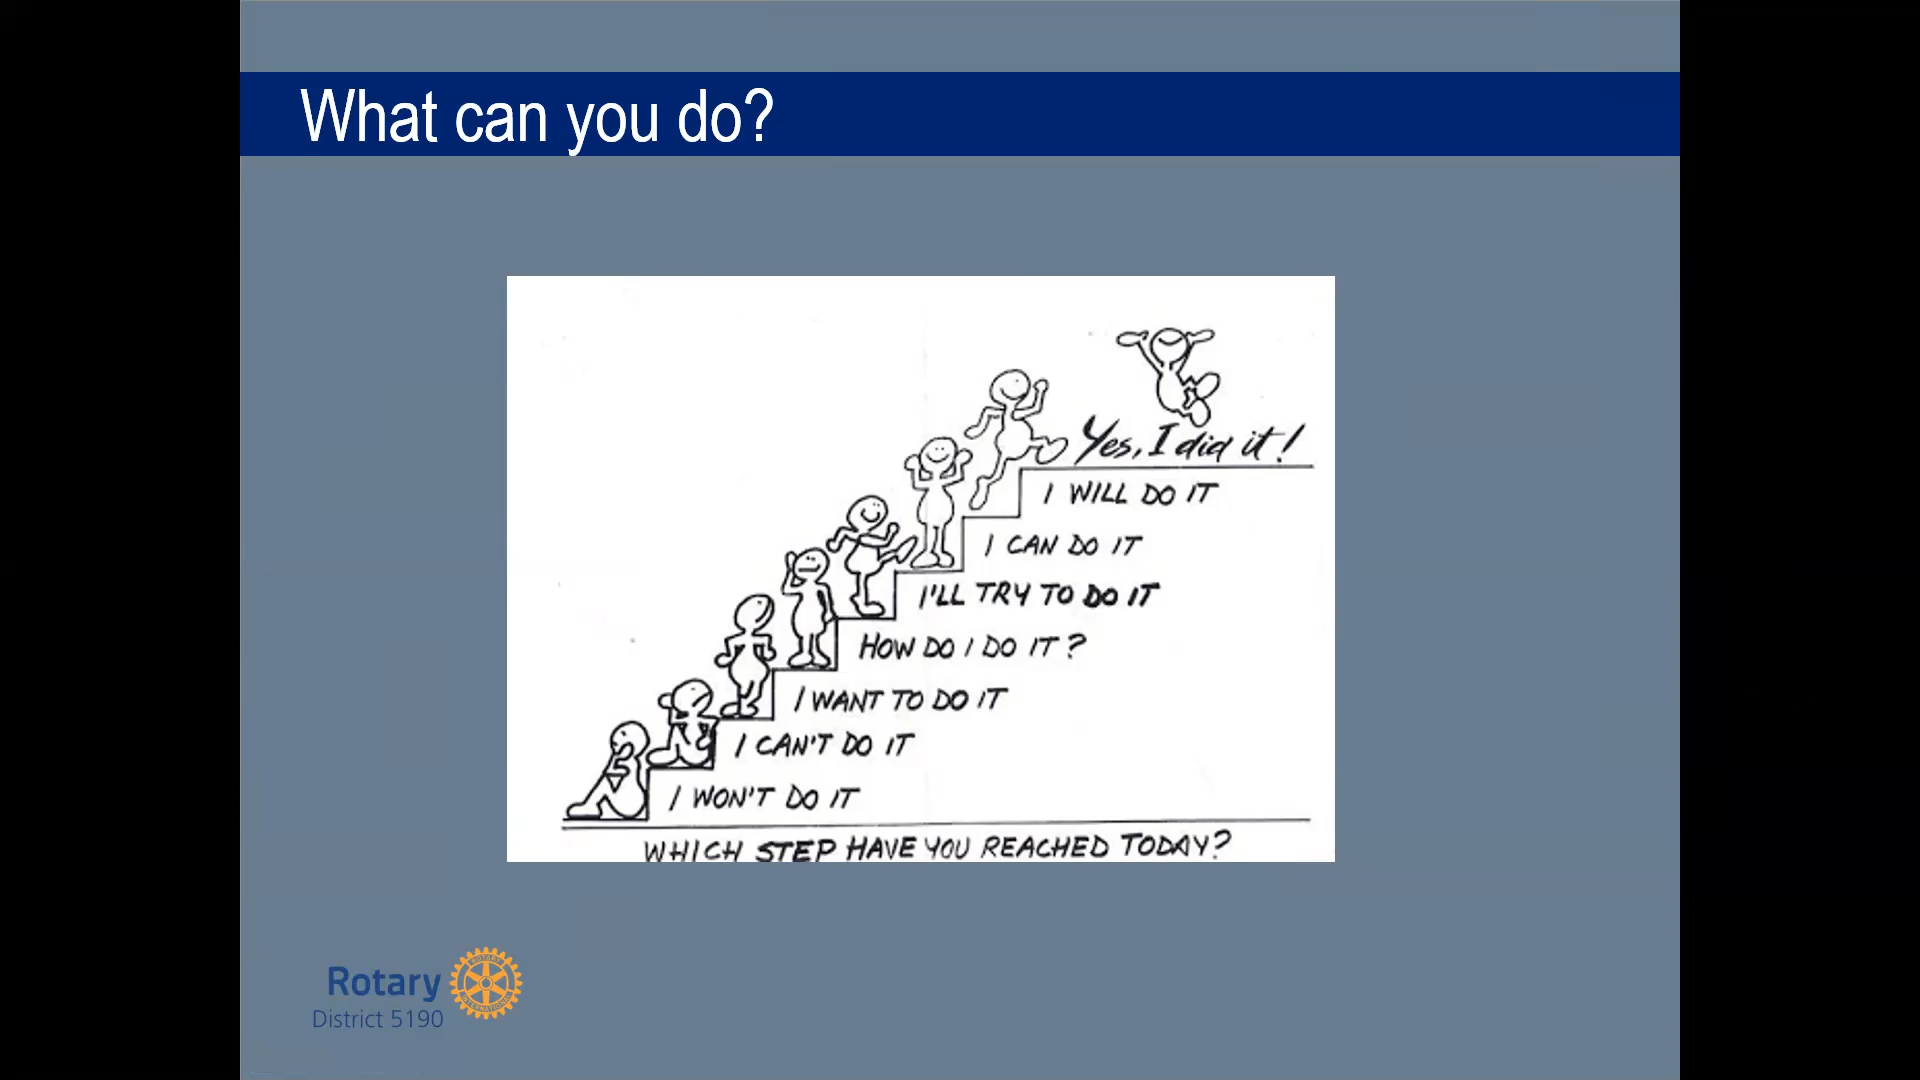 What can you do?
Yes, I did it!
I WILL DO IT
I CAN DO IT
I'LL TRY TO DO IT
HOW DO I DO IT?
I WANT TO DO IT
I CAN'T DO IT
I WON'T DO IT
WHICH STEP HAVE YOU REACHED TODAY?
Rotary
ROTARY
INTERNATIONAL
District 5190